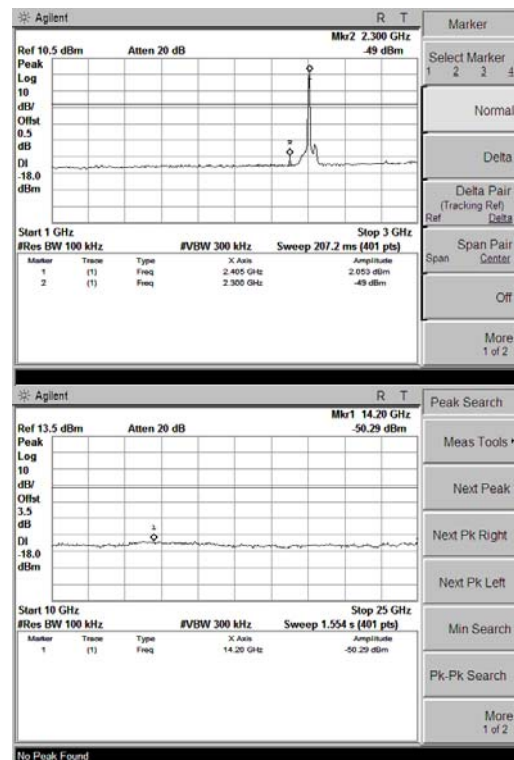 Agilent R T
Mkr2 2.300 GHz
Ref 10.5 dBm Atten 20 dB -49 dBm
Peak
Log
10
dB/
Offst
0.5
dB
DI
-18.0
dBm
Start 1 GHz Stop 3 GHz
#Res BW 100 kHz #VBW 300 kHz Sweep 207.2 ms (401 pts)
Marker Trace Type X Axis Amplitude
1 (1) Freq 2.405 GHz 2.053 dBm
2 (1) Freq 2.300 GHz -49 dBm
Marker
Select Marker
1 2 3 4
Normal
Delta
Delta Pair
(Tracking Ref)
Ref Delta
Span Pair
Span Center
Off
More
1 of 2
Agilent R T
Mkr1 14.20 GHz
Ref 13.5 dBm Atten 20 dB -50.29 dBm
Peak
Log
10
dB/
Offst
3.5
dB
DI
-18.0
dBm
1
Start 10 GHz Stop 25 GHz
#Res BW 100 kHz #VBW 300 kHz Sweep 1.554 s (401 pts)
Marker Trace Type X Axis Amplitude
1 (1) Freq 14.20 GHz -50.29 dBm
No Peak Found
Peak Search
Meas Tools
Next Peak
Next Pk Right
Next Pk Left
Min Search
Pk-Pk Search
More
1 of 2